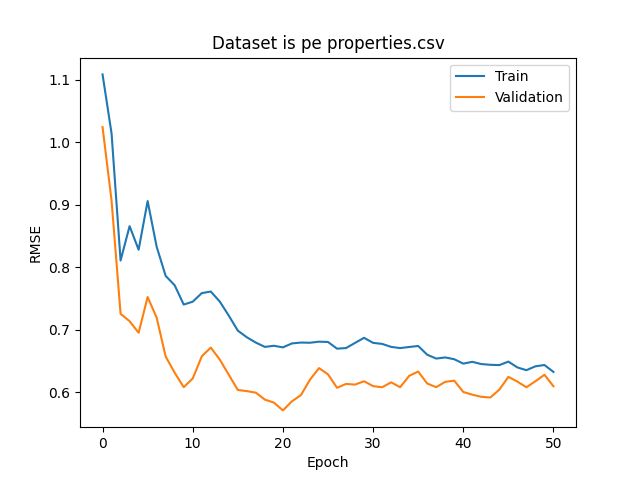 Dataset is pe properties.csv
Train
Validation
RMSE
1.1
1.0
0.9
0.8
0.7
0.6
0 10 20 30 40 50
Epoch